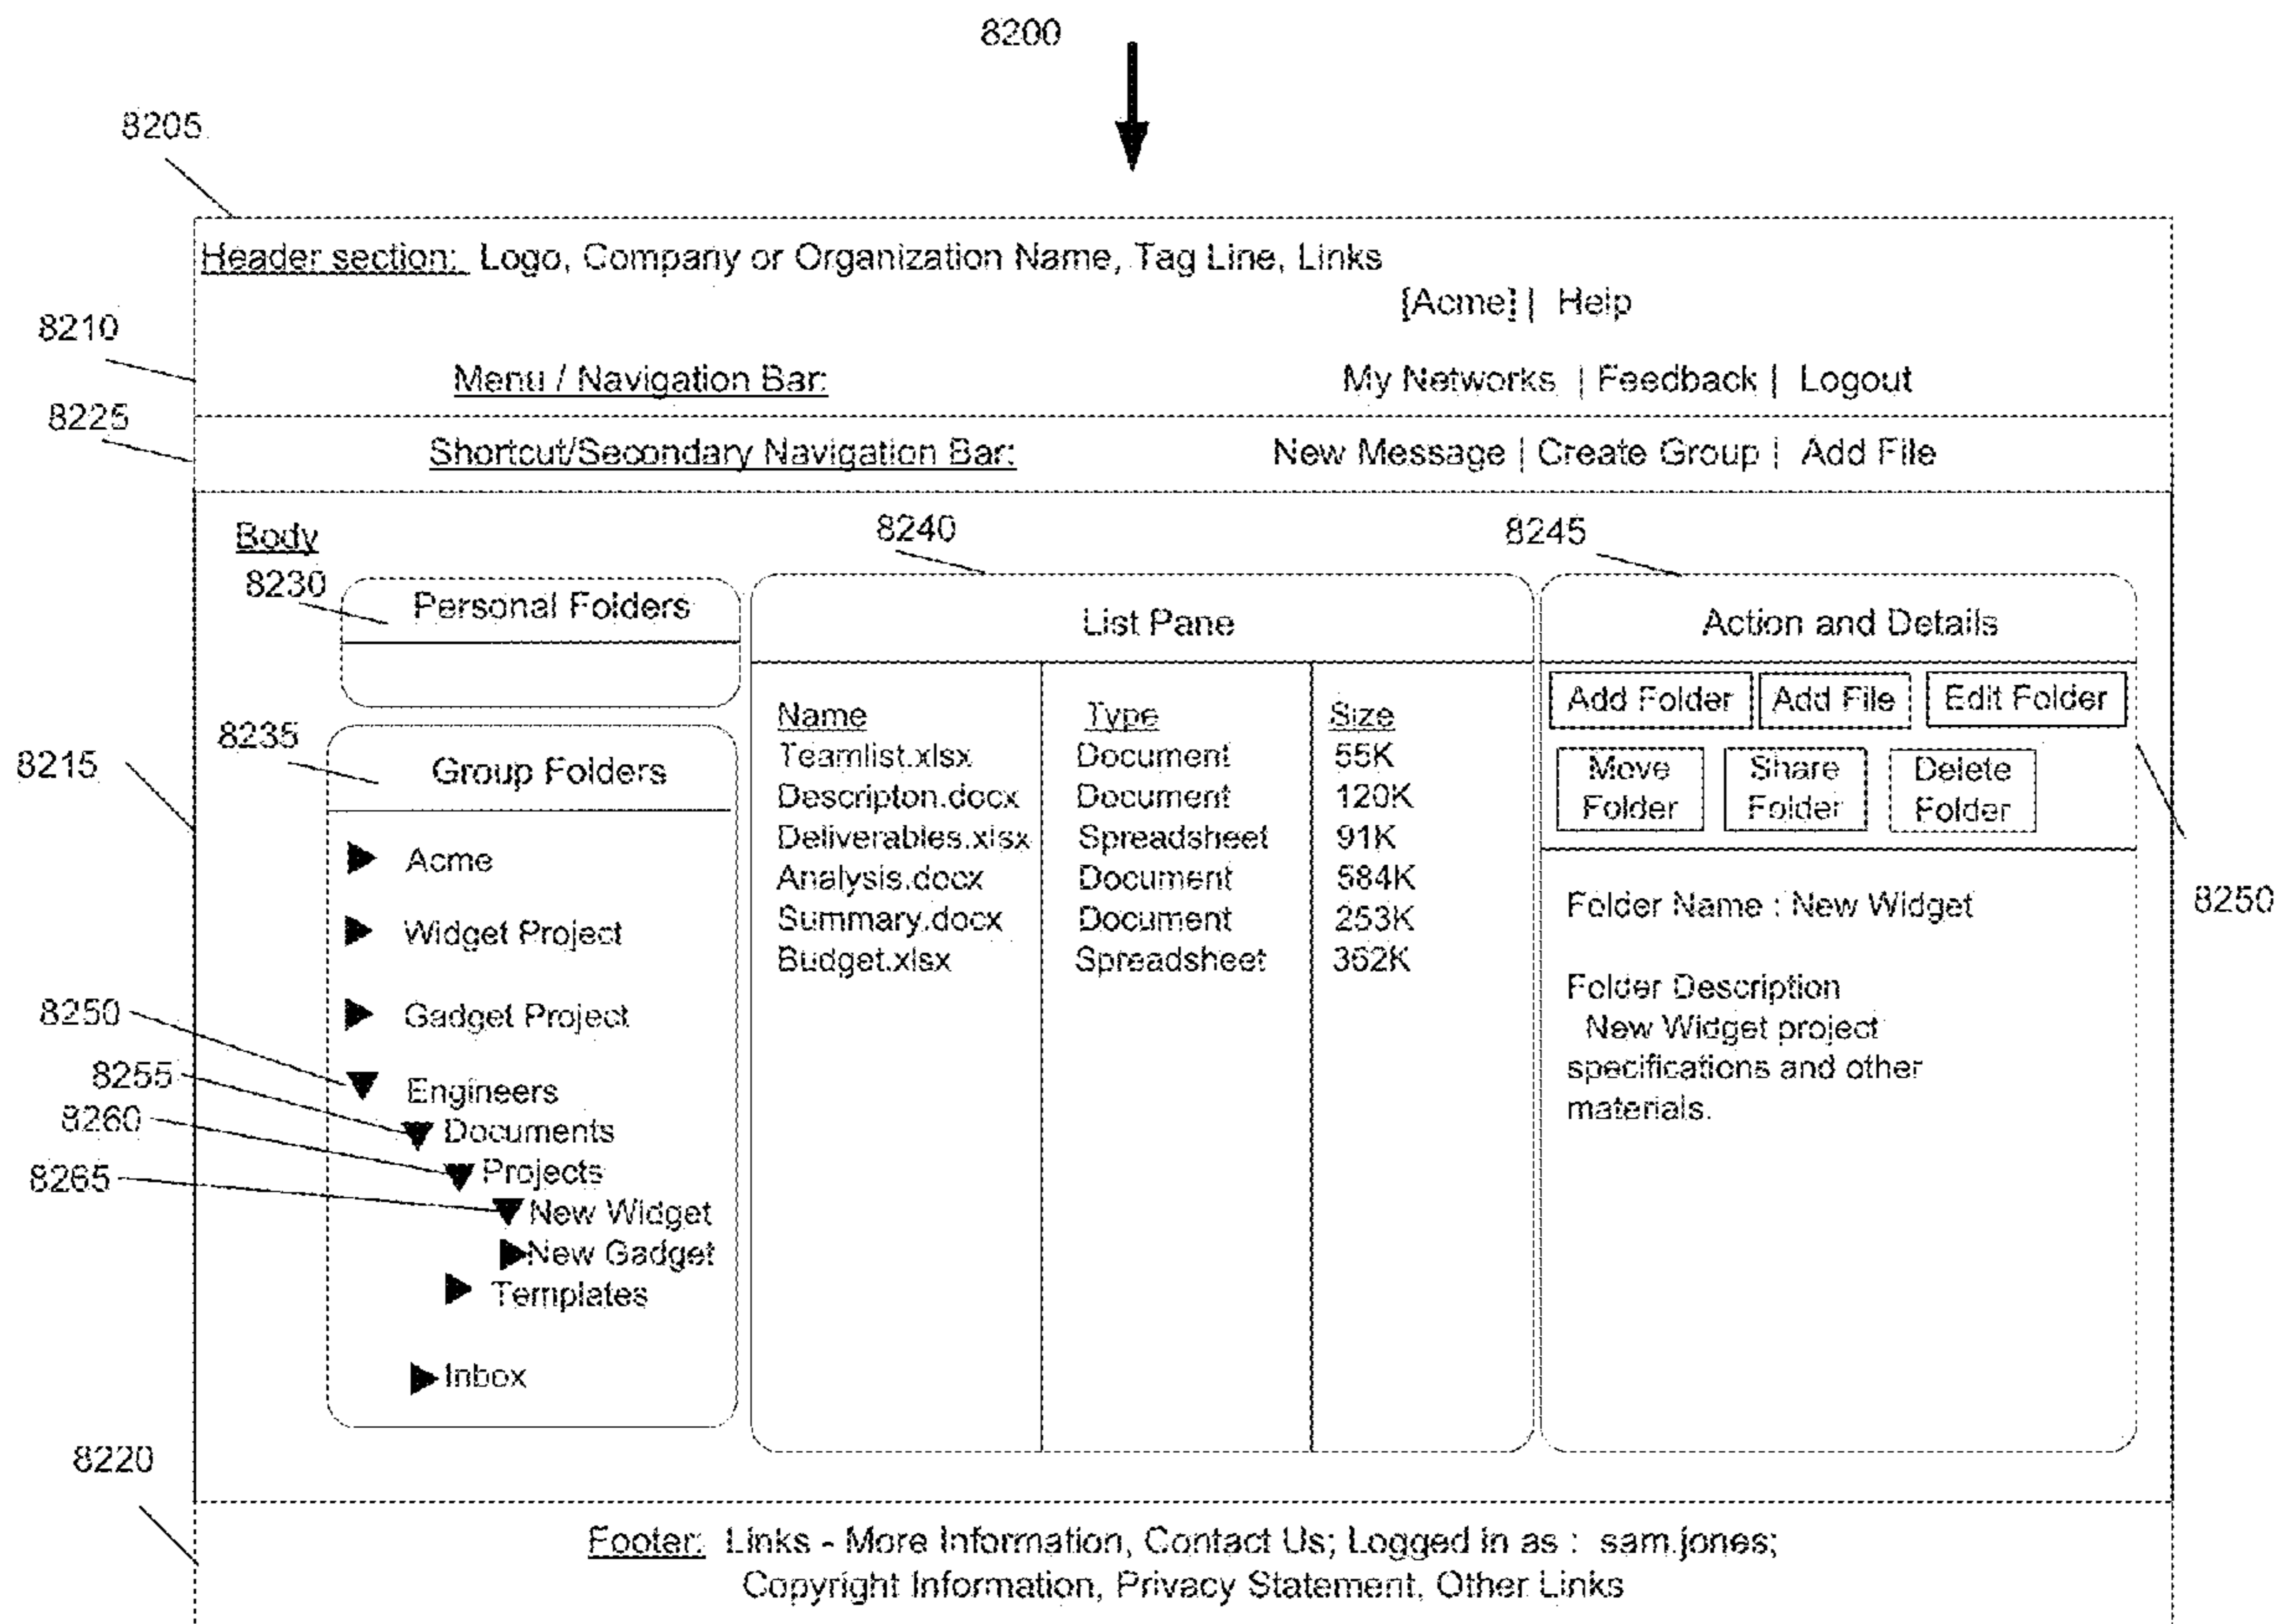 8200
8205
Header section: Logo, Company or Organization Name, Tag Line, Links
[Acme] | Help
8210
Menu / Navigation Bar: My Networks | Feedback | Logout
8225
Shortcut/Secondary Navigation Bar: New Message | Create Group | Add File
Body
8230
Personal Folders
8235
Group Folders
8215
Acme
Widget Project
Gadget Project
8250
Engineers
8255
Documents
8260
Projects
8265
New Widget
New Gadget
Templates
Inbox
8240
List Pane
Name Type Size
Teamlist.xlsx Document 55K
Descripton.docx Document 120K
Deliverables.xlsx Spreadsheet 91K
Analysis.docx Document 584K
Summary.docx Document 253K
Budget.xlsx Spreadsheet 362K
8245
Action and Details
Add Folder Add File Edit Folder
Move Folder
Share Folder
Delete Folder
8250
Folder Name : New Widget
Folder Description
New Widget project
specifications and other
materials.
8220
Footer: Links - More Information, Contact Us; Logged in as : sam.jones;
Copyright Information, Privacy Statement, Other Links